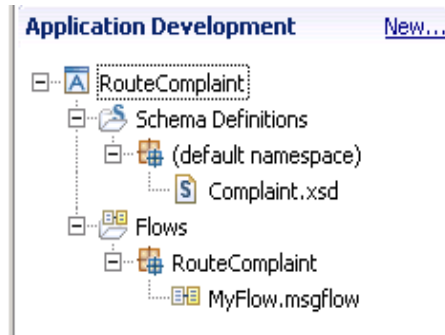 Application Development New...
RouteComplaint
Schema Definitions
(default namespace)
Complaint.xsd
Flows
RouteComplaint
MyFlow.msgflow